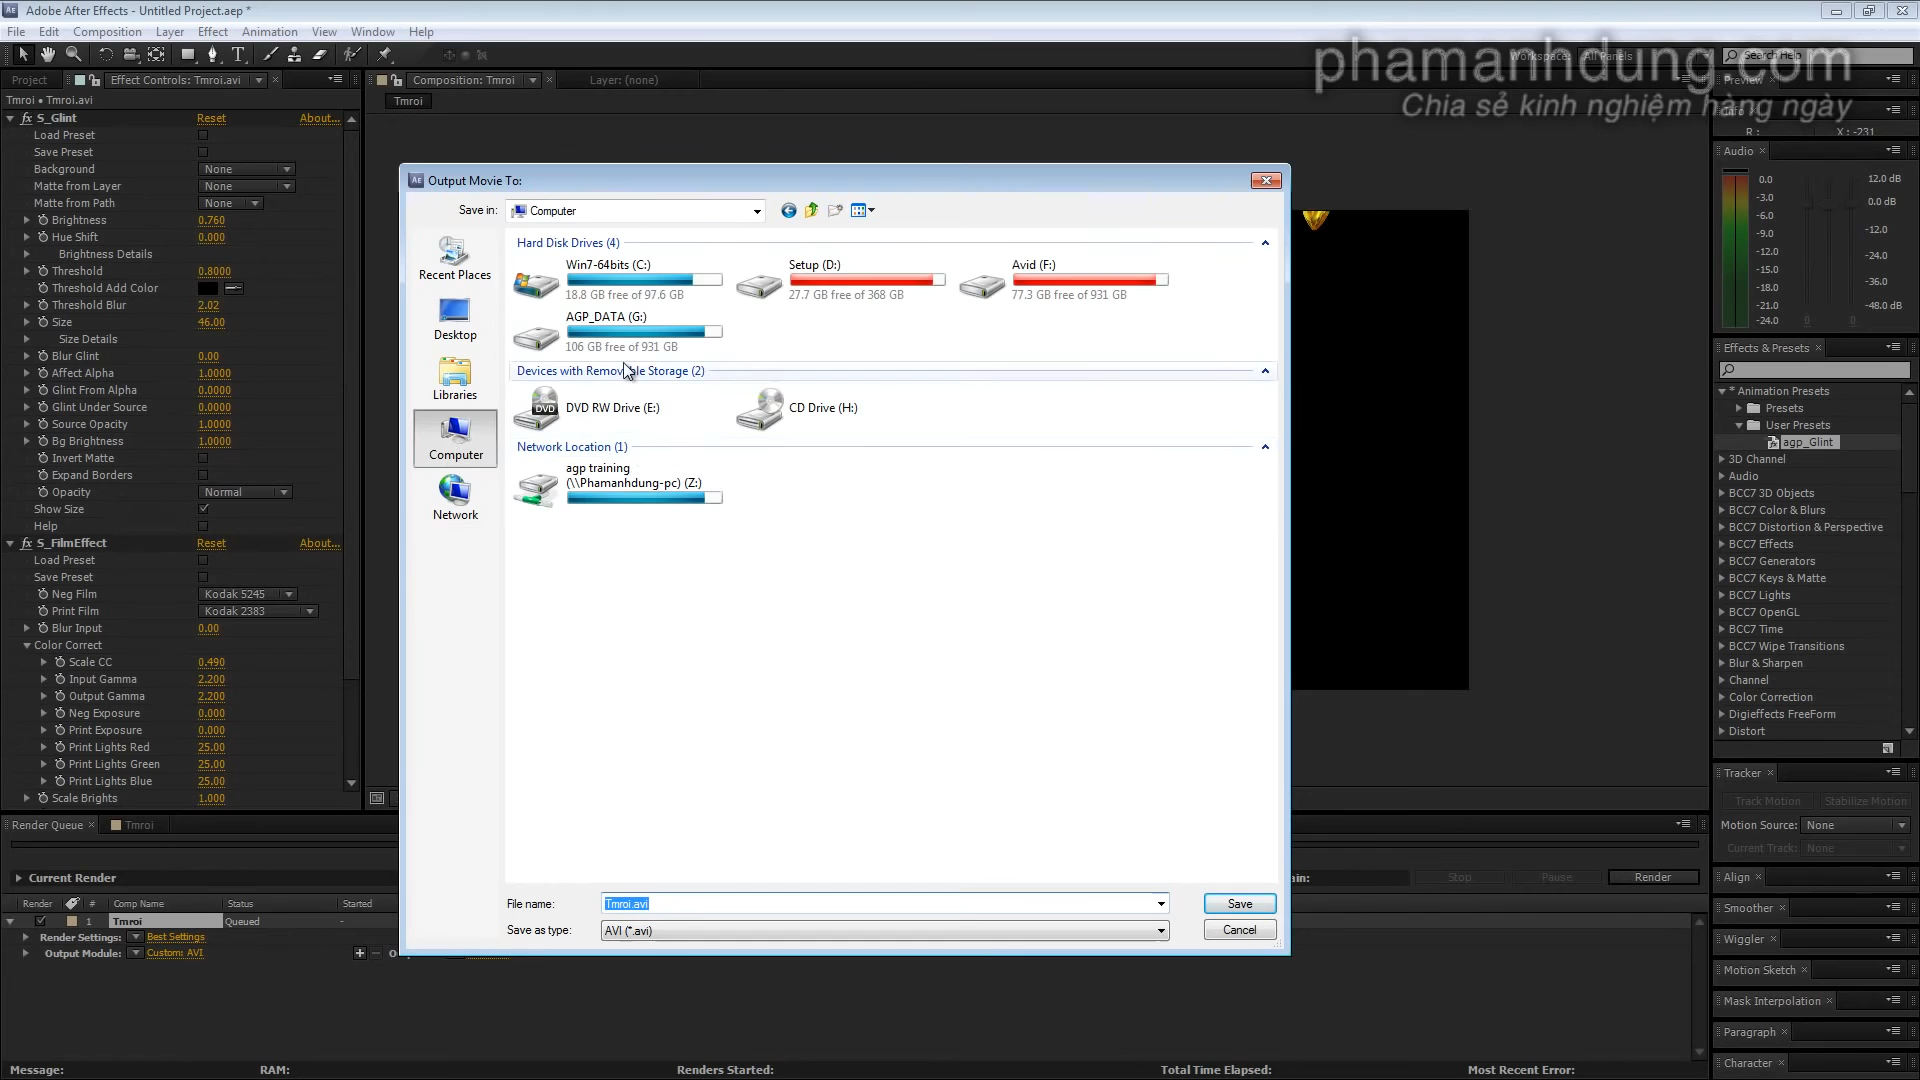 Adobe After Effects - Untitled Project.aep *
File Edit Composition Layer Effect Animation View Window Help
phamanhdung.com
Chia sẻ kinh nghiệm hàng ngày
Workspace: All Panels
Search Help
Project
Effect Controls: Tmroi.avi
Composition: Tmroi
Layer: (none)
Preview
Tmroi • Tmroi.avi
Tmroi
Info
R :
X : -231
fx S_Glint Reset About...
Load Preset
Save Preset
Background None
Matte from Layer None
Matte from Path None
Brightness 0.760
Hue Shift 0.000
Brightness Details
Threshold 0.8000
Threshold Add Color
Threshold Blur 2.02
Size 46.00
Size Details
Blur Glint 0.00
Affect Alpha 1.0000
Glint From Alpha 0.0000
Glint Under Source 0.0000
Source Opacity 1.0000
Bg Brightness 1.0000
Invert Matte
Expand Borders
Opacity Normal
Show Size
Help
fx S_FilmEffect Reset About...
Load Preset
Save Preset
Neg Film Kodak 5245
Print Film Kodak 2383
Blur Input 0.00
Color Correct
Scale CC 0.490
Input Gamma 2.200
Output Gamma 2.200
Neg Exposure 0.000
Print Exposure 0.000
Print Lights Red 25.00
Print Lights Green 25.00
Print Lights Blue 25.00
Scale Brights 1.000
Output Movie To:
Save in: Computer
Recent Places
Desktop
Libraries
Computer
Network
Hard Disk Drives (4)
Win7-64bits (C:)
18.8 GB free of 97.6 GB
Setup (D:)
27.7 GB free of 368 GB
Avid (F:)
77.3 GB free of 931 GB
AGP_DATA (G:)
106 GB free of 931 GB
Devices with Removable Storage (2)
DVD
DVD RW Drive (E:)
CD Drive (H:)
Network Location (1)
agp training
(\\Phamanhdung-pc) (Z:)
File name: Tmroi.avi
Save
Save as type: AVI (*.avi)
Cancel
Audio
0.0
-3.0
-6.0
-9.0
-12.0
-15.0
-18.0
-21.0
-24.0
12.0 dB
0.0 dB
-12.0
-24.0
-36.0
-48.0 dB
0 0
Effects & Presets
* Animation Presets
Presets
User Presets
agp_Glint
3D Channel
Audio
BCC7 3D Objects
BCC7 Color & Blurs
BCC7 Distortion & Perspective
BCC7 Effects
BCC7 Generators
BCC7 Keys & Matte
BCC7 Lights
BCC7 OpenGL
BCC7 Time
BCC7 Wipe Transitions
Blur & Sharpen
Channel
Color Correction
Digieffects FreeForm
Distort
Tracker
Track Motion Stabilize Motion
Motion Source: None
Current Track: None
Align
Smoother
Wiggler
Motion Sketch
Mask Interpolation
Paragraph
Character
Render Queue
Tmroi
Current Render
Stop Pause Render
Render # Comp Name Status Started
1 Tmroi Queued -
Render Settings: Best Settings
Output Module: Custom: AVI
Message: RAM: Renders Started: Total Time Elapsed: Most Recent Error: